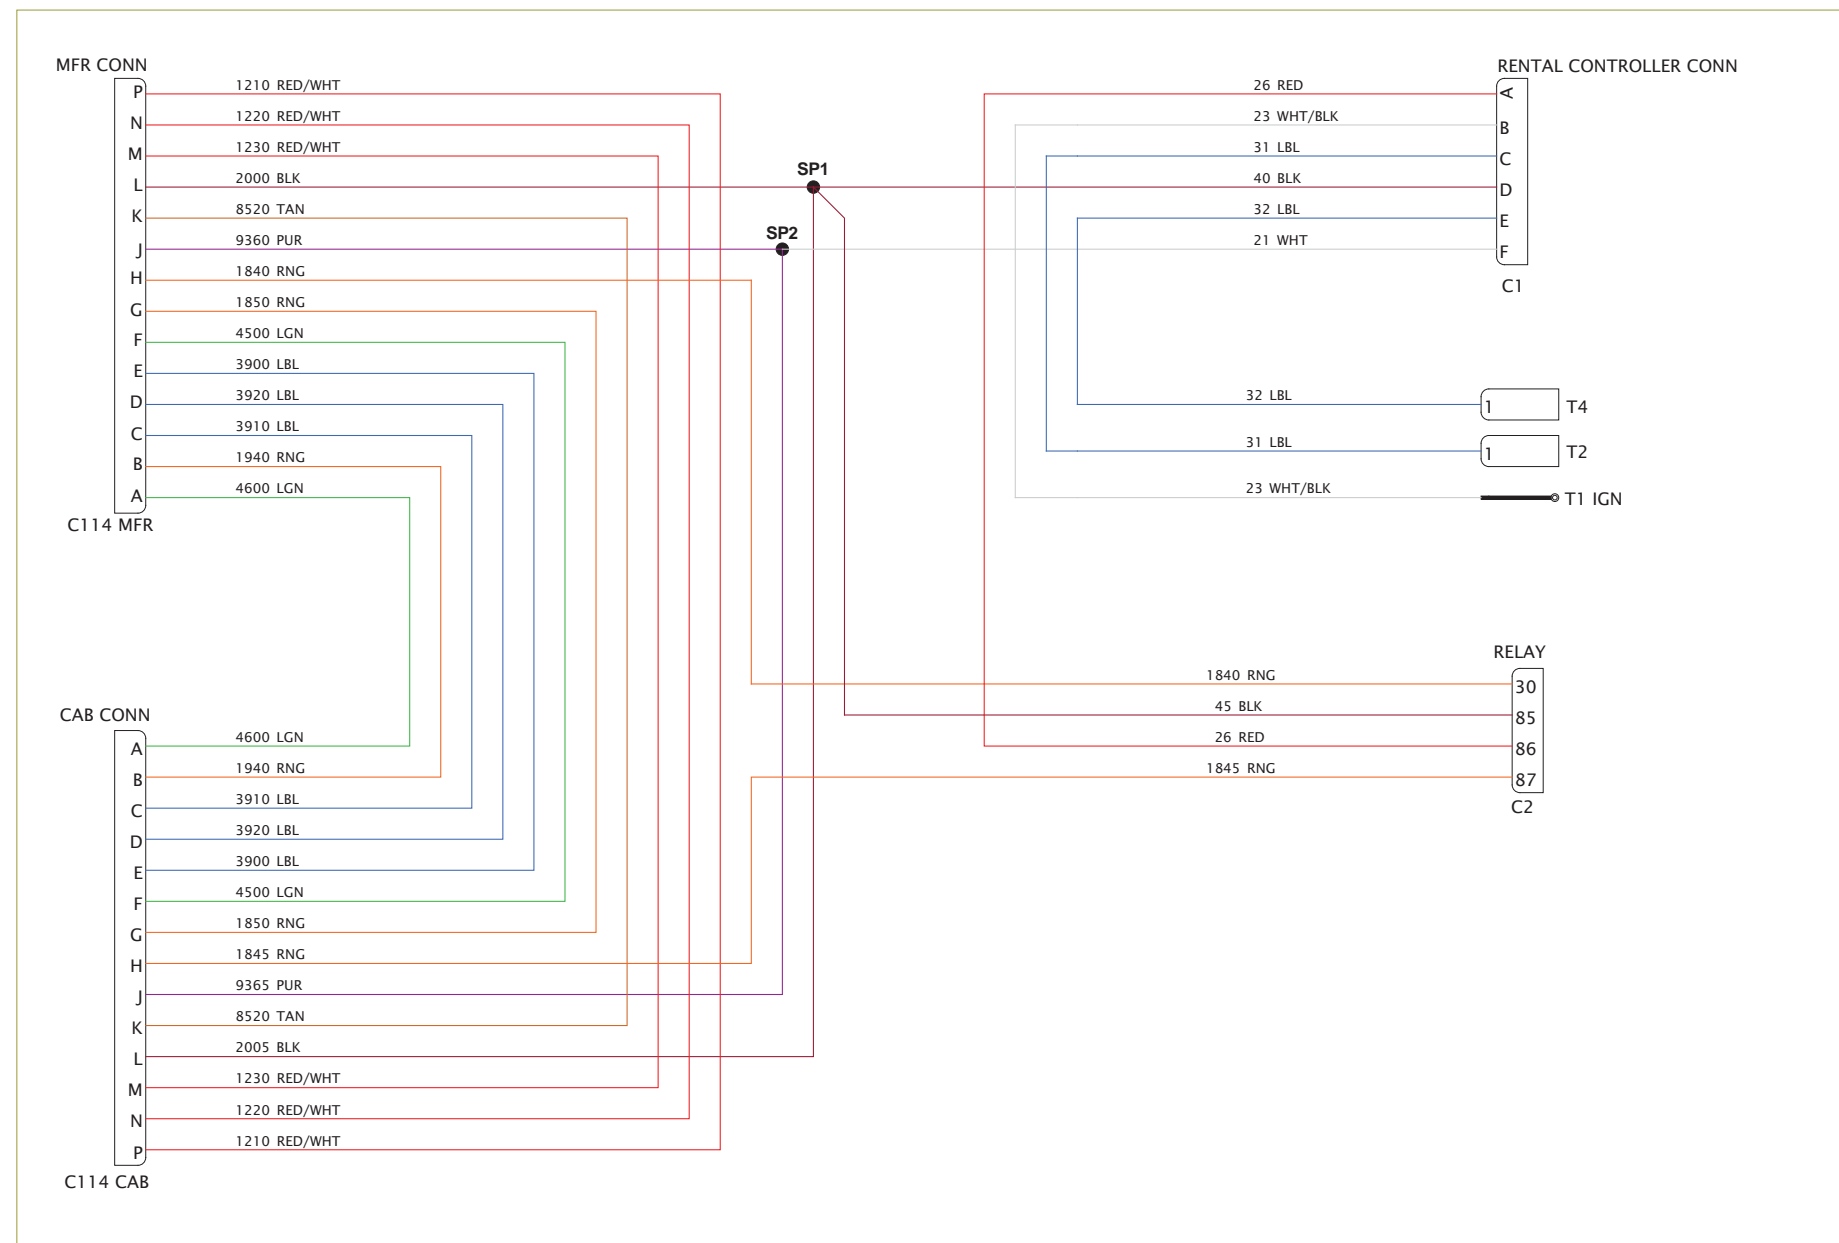 MFR CONN
P 1210 RED/WHT
N 1220 RED/WHT
M 1230 RED/WHT
L 2000 BLK
K 8520 TAN
J 9360 PUR
H 1840 RNG
G 1850 RNG
F 4500 LGN
E 3900 LBL
D 3920 LBL
C 3910 LBL
B 1940 RNG
A 4600 LGN
C114 MFR
SP1
SP2
RENTAL CONTROLLER CONN
26 RED A
23 WHT/BLK B
31 LBL C
40 BLK D
32 LBL E
21 WHT F
C1
32 LBL 1 T4
31 LBL 1 T2
23 WHT/BLK T1 IGN
RELAY
1840 RNG 30
45 BLK 85
26 RED 86
1845 RNG 87
C2
CAB CONN
A 4600 LGN
B 1940 RNG
C 3910 LBL
D 3920 LBL
E 3900 LBL
F 4500 LGN
G 1850 RNG
H 1845 RNG
J 9365 PUR
K 8520 TAN
L 2005 BLK
M 1230 RED/WHT
N 1220 RED/WHT
P 1210 RED/WHT
C114 CAB